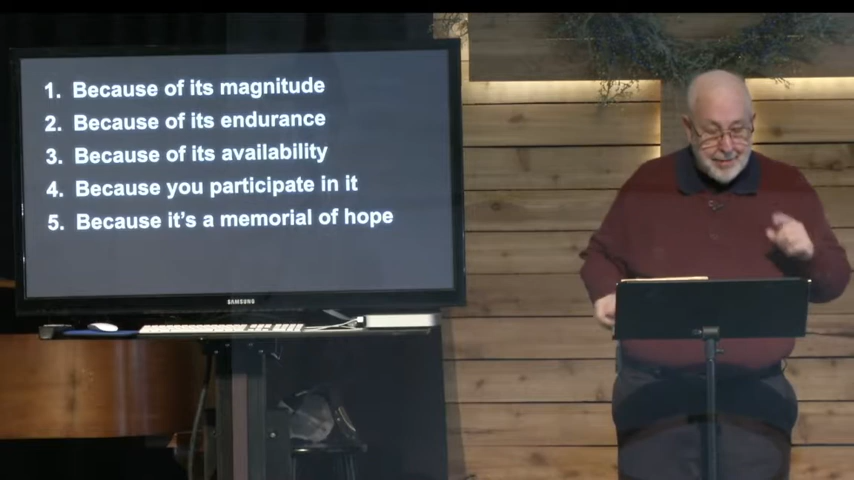 1. Because of its magnitude
2. Because of its endurance
3. Because of its availability
4. Because you participate in it
5. Because it's a memorial of hope
SAMSUNG